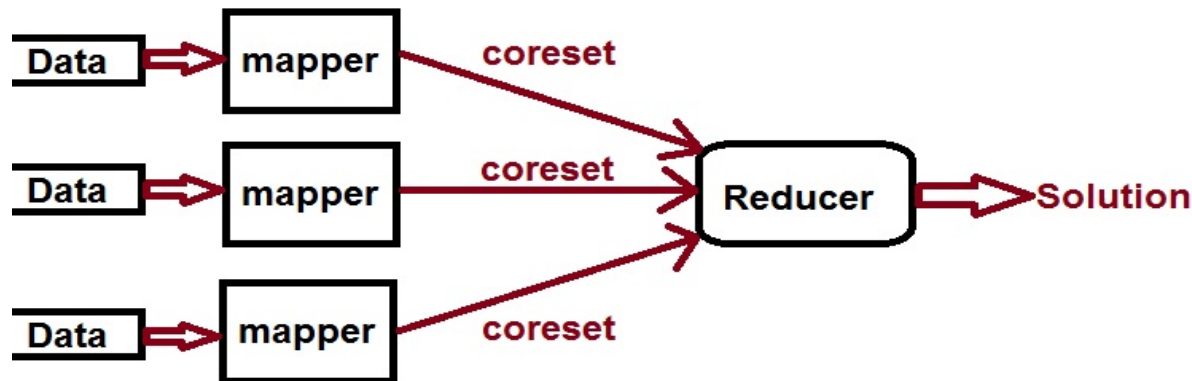 Data
mapper
coreset
Data
mapper
coreset
Reducer
Solution
Data
mapper
coreset